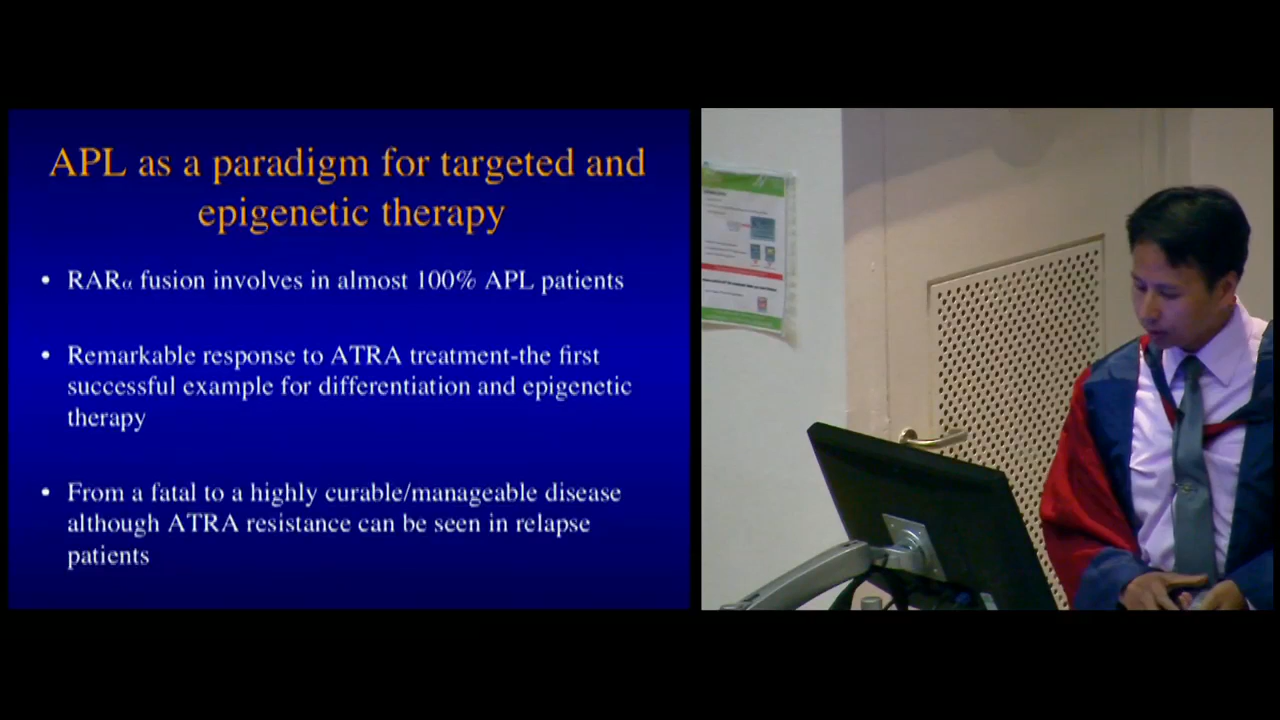 APL as a paradigm for targeted and
epigenetic therapy
• RARα fusion involves in almost 100% APL patients
• Remarkable response to ATRA treatment-the first
successful example for differentiation and epigenetic
therapy
• From a fatal to a highly curable/manageable disease
although ATRA resistance can be seen in relapse
patients